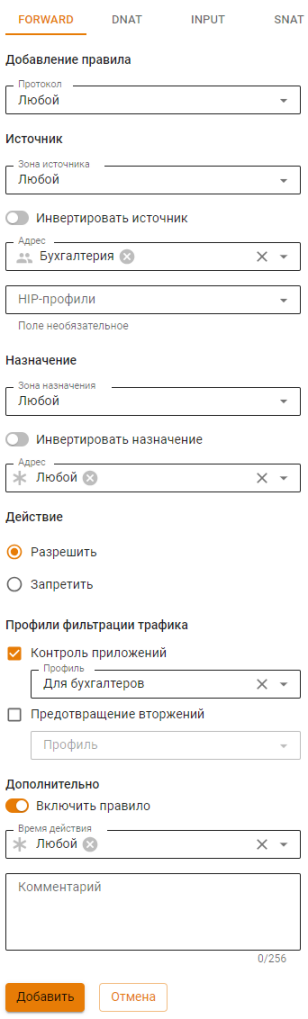 FORWARD DNAT INPUT SNAT
Добавление правила
Протокол
Любой
Источник
Зона источника
Любой
Инвертировать источник
Адрес
Бухгалтерия
HIP-профили
Поле необязательное
Назначение
Зона назначения
Любой
Инвертировать назначение
Адрес
Любой
Действие
Разрешить
Запретить
Профили фильтрации трафика
Контроль приложений
Профиль
Для бухгалтеров
Предотвращение вторжений
Профиль
Дополнительно
Включить правило
Время действия
Любой
Комментарий
0/256
Добавить Отмена